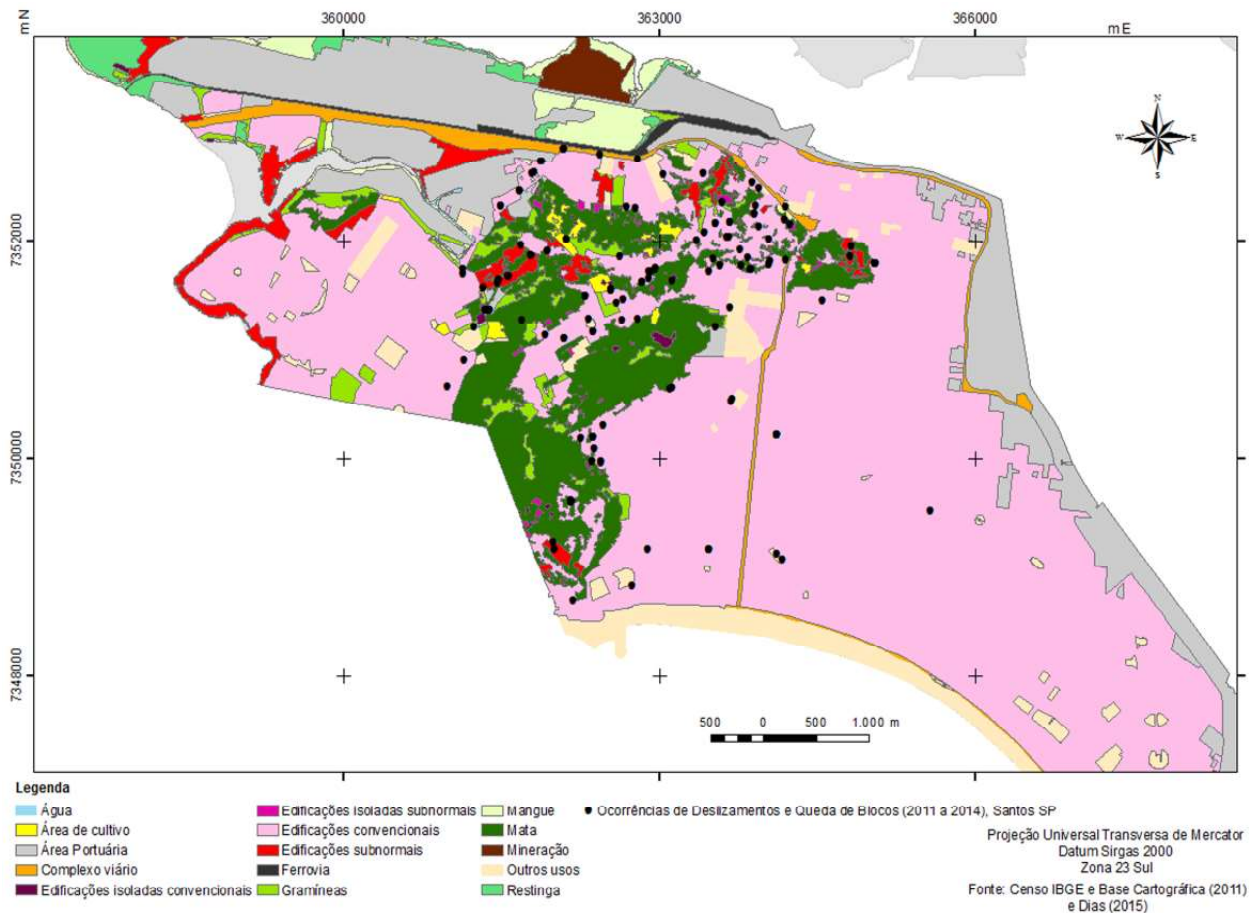 360000 363000 366000
m N
m E
N
W E
S
7352000
7350000
7348000
500 0 500 1.000 m
Legenda
Água
Área de cultivo
Área Portuária
Complexo viário
Edificações isoladas convencionais
Edificações isoladas subnormais
Edificações convencionais
Edificações subnormais
Ferrovia
Gramíneas
Mangue
Mata
Mineração
Outros usos
Restinga
Ocorrências de Deslizamentos e Queda de Blocos (2011 a 2014), Santos SP
Projeção Universal Transversa de Mercator
Datum Sirgas 2000
Zona 23 Sul
Fonte: Censo IBGE e Base Cartográfica (2011)
e Dias (2015)